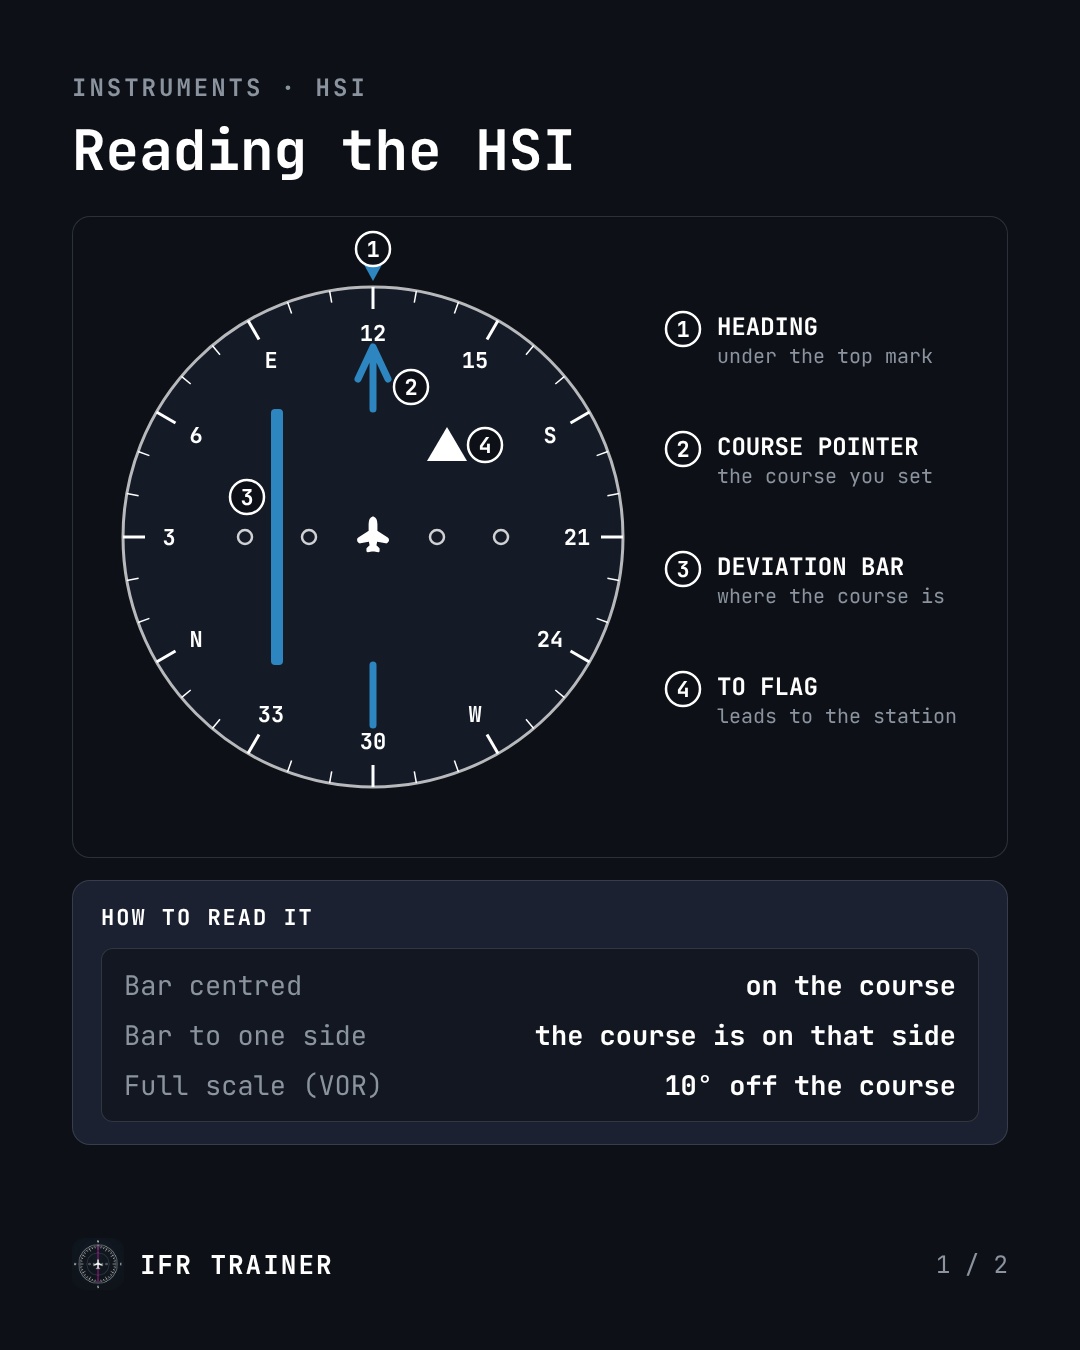 INSTRUMENTS · HSI
Reading the HSI
1
12
E
15
2
6
S
4
3
3
21
N
24
33
W
30
1 HEADING
under the top mark
2 COURSE POINTER
the course you set
3 DEVIATION BAR
where the course is
4 TO FLAG
leads to the station
HOW TO READ IT
Bar centred on the course
Bar to one side the course is on that side
Full scale (VOR) 10° off the course
IFR TRAINER
1 / 2